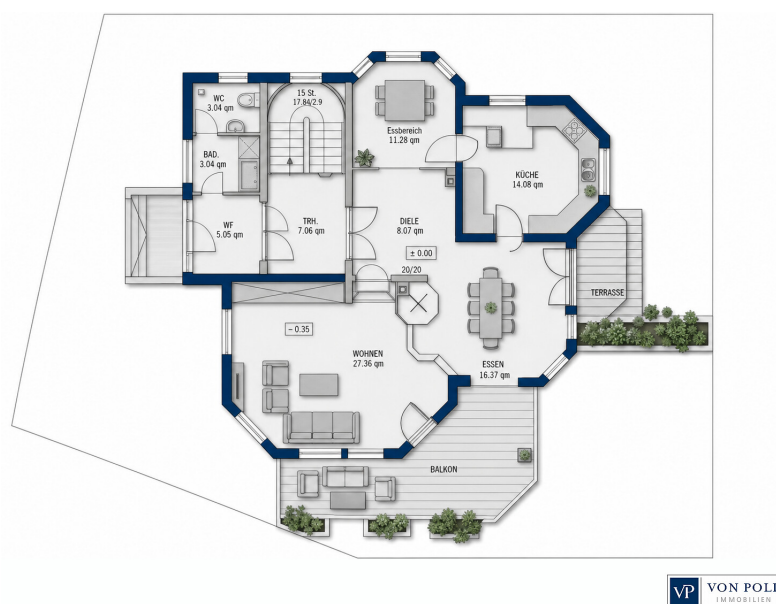 WC
3.04 qm
15 St.
17.84/2.9
Essbereich
11.28 qm
BAD.
3.04 qm
KÜCHE
14.08 qm
WF
5.05 qm
TRH.
7.06 qm
DIELE
8.07 qm
± 0.00
20/20
TERRASSE
− 0.35
WOHNEN
27.36 qm
ESSEN
16.37 qm
BALKON
VP
VON POLL
IMMOBILIEN